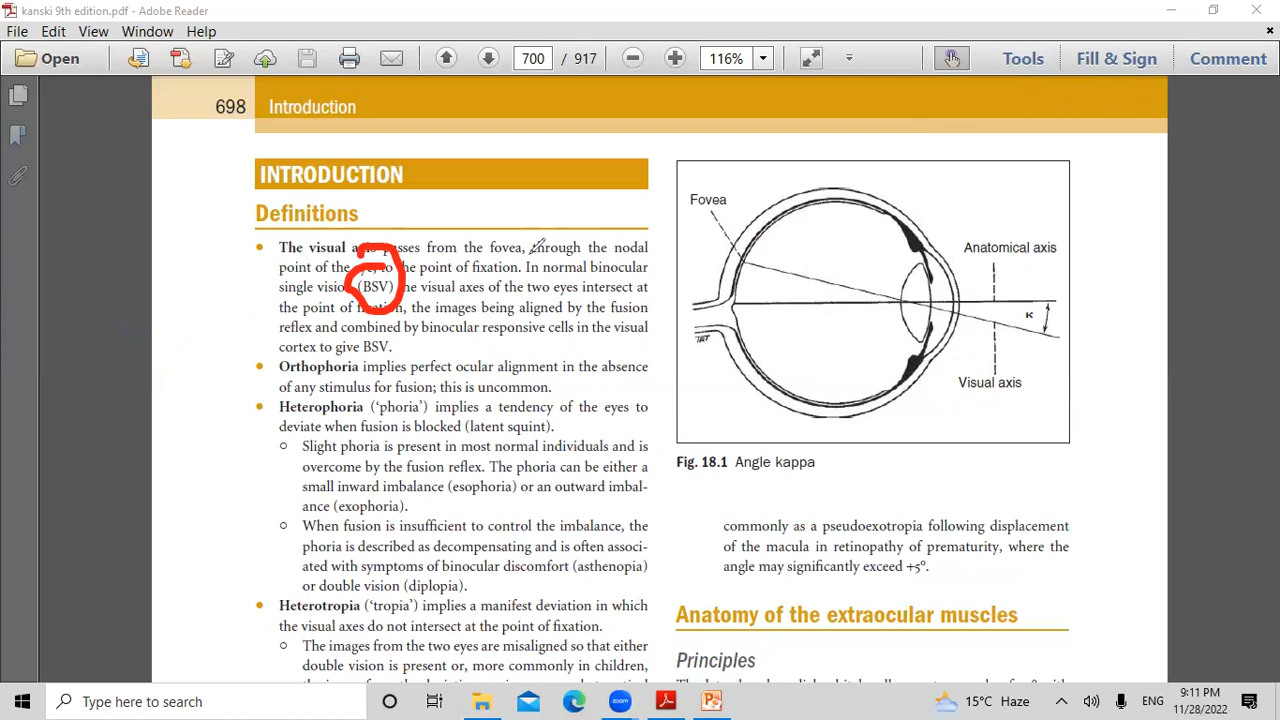 kanski 9th edition.pdf - Adobe Reader
File Edit View Window Help
Open 700 / 917 116% Tools Fill & Sign Comment
698 Introduction
INTRODUCTION
Definitions
• The visual axis passes from the fovea, through the nodal
point of the eye, to the point of fixation. In normal binocular
single vision (BSV) the visual axes of the two eyes intersect at
the point of fixation, the images being aligned by the fusion
reflex and combined by binocular responsive cells in the visual
cortex to give BSV.
• Orthophoria implies perfect ocular alignment in the absence
of any stimulus for fusion; this is uncommon.
• Heterophoria (‘phoria’) implies a tendency of the eyes to
deviate when fusion is blocked (latent squint).
○ Slight phoria is present in most normal individuals and is
overcome by the fusion reflex. The phoria can be either a
small inward imbalance (esophoria) or an outward imbal-
ance (exophoria).
○ When fusion is insufficient to control the imbalance, the
phoria is described as decompensating and is often associ-
ated with symptoms of binocular discomfort (asthenopia)
or double vision (diplopia).
• Heterotropia (‘tropia’) implies a manifest deviation in which
the visual axes do not intersect at the point of fixation.
○ The images from the two eyes are misaligned so that either
double vision is present or, more commonly in children,
Fovea
Anatomical axis
K
Visual axis
Fig. 18.1 Angle kappa
commonly as a pseudoexotropia following displacement
of the macula in retinopathy of prematurity, where the
angle may significantly exceed +5°.
Anatomy of the extraocular muscles
Principles
Type here to search
15°C Haze
ENG
9:11 PM
11/28/2022